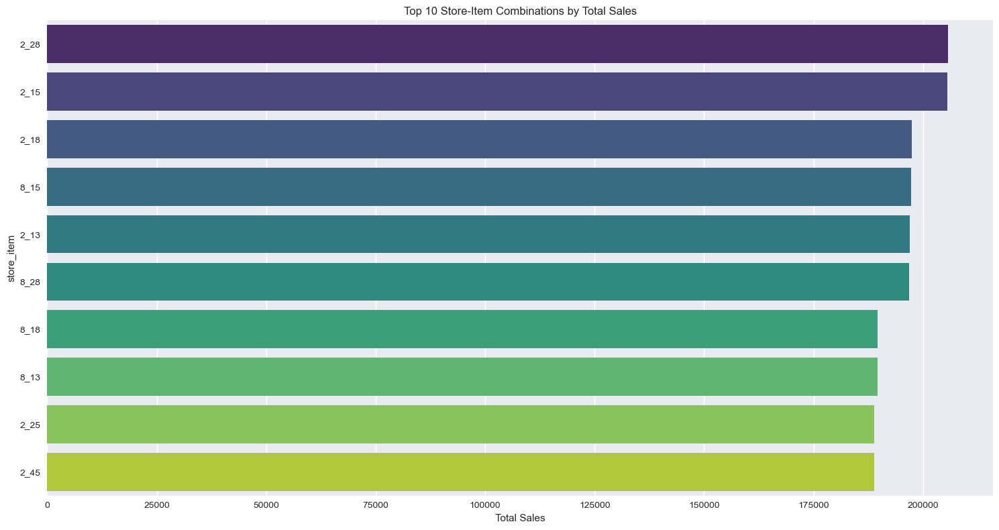 Top 10 Store-Item Combinations by Total Sales
store_item
2_28
2_15
2_18
8_15
2_13
8_28
8_18
8_13
2_25
2_45
0 25000 50000 75000 100000 125000 150000 175000 200000
Total Sales